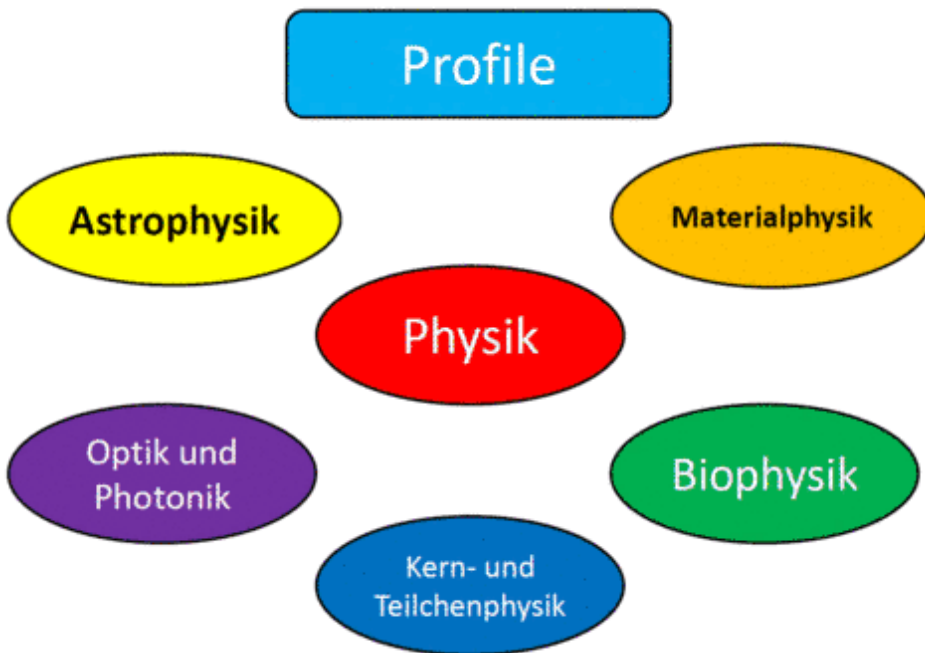 Profile
Astrophysik
Materialphysik
Physik
Optik und
Photonik
Biophysik
Kern- und
Teilchenphysik